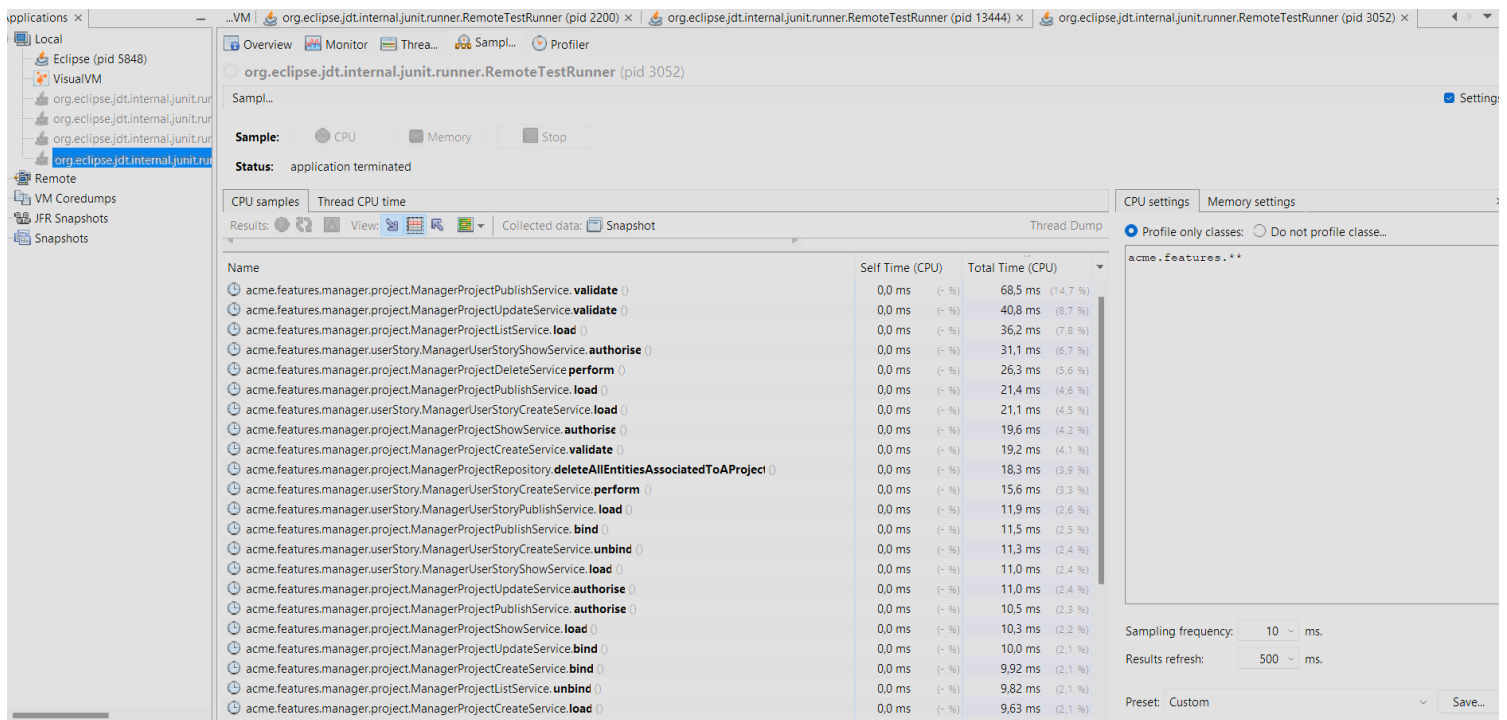 Applications ×
...VM
org.eclipse.jdt.internal.junit.runner.RemoteTestRunner (pid 2200) ×
org.eclipse.jdt.internal.junit.runner.RemoteTestRunner (pid 13444) ×
org.eclipse.jdt.internal.junit.runner.RemoteTestRunner (pid 3052) ×
Local
Eclipse (pid 5848)
VisualVM
org.eclipse.jdt.internal.junit.rur
org.eclipse.jdt.internal.junit.rur
org.eclipse.jdt.internal.junit.rur
org.eclipse.jdt.internal.junit.rur
Remote
VM Coredumps
JFR Snapshots
Snapshots
Overview Monitor Threa... Sampl... Profiler
org.eclipse.jdt.internal.junit.runner.RemoteTestRunner (pid 3052)
Sampl... Settings
Sample: CPU Memory Stop
Status: application terminated
CPU samples Thread CPU time
Results: View: Collected data: Snapshot Thread Dump
Name Self Time (CPU) Total Time (CPU)
acme.features.manager.project.ManagerProjectPublishService.validate () 0,0 ms (- %) 68,5 ms (14,7 %)
acme.features.manager.project.ManagerProjectUpdateService.validate () 0,0 ms (- %) 40,8 ms (8,7 %)
acme.features.manager.project.ManagerProjectListService.load () 0,0 ms (- %) 36,2 ms (7,8 %)
acme.features.manager.userStory.ManagerUserStoryShowService.authorise () 0,0 ms (- %) 31,1 ms (6,7 %)
acme.features.manager.project.ManagerProjectDeleteService.perform () 0,0 ms (- %) 26,3 ms (5,6 %)
acme.features.manager.project.ManagerProjectPublishService.load () 0,0 ms (- %) 21,4 ms (4,6 %)
acme.features.manager.userStory.ManagerUserStoryCreateService.load () 0,0 ms (- %) 21,1 ms (4,5 %)
acme.features.manager.project.ManagerProjectShowService.authorise () 0,0 ms (- %) 19,6 ms (4,2 %)
acme.features.manager.project.ManagerProjectCreateService.validate () 0,0 ms (- %) 19,2 ms (4,1 %)
acme.features.manager.project.ManagerProjectRepository.deleteAllEntitiesAssociatedToAProject () 0,0 ms (- %) 18,3 ms (3,9 %)
acme.features.manager.userStory.ManagerUserStoryCreateService.perform () 0,0 ms (- %) 15,6 ms (3,3 %)
acme.features.manager.userStory.ManagerUserStoryPublishService.load () 0,0 ms (- %) 11,9 ms (2,6 %)
acme.features.manager.project.ManagerProjectPublishService.bind () 0,0 ms (- %) 11,5 ms (2,5 %)
acme.features.manager.userStory.ManagerUserStoryCreateService.unbind () 0,0 ms (- %) 11,3 ms (2,4 %)
acme.features.manager.userStory.ManagerUserStoryShowService.load () 0,0 ms (- %) 11,0 ms (2,4 %)
acme.features.manager.project.ManagerProjectUpdateService.authorise () 0,0 ms (- %) 11,0 ms (2,4 %)
acme.features.manager.project.ManagerProjectPublishService.authorise () 0,0 ms (- %) 10,5 ms (2,3 %)
acme.features.manager.project.ManagerProjectShowService.load () 0,0 ms (- %) 10,3 ms (2,2 %)
acme.features.manager.project.ManagerProjectUpdateService.bind () 0,0 ms (- %) 10,0 ms (2,1 %)
acme.features.manager.project.ManagerProjectCreateService.bind () 0,0 ms (- %) 9,92 ms (2,1 %)
acme.features.manager.project.ManagerProjectListService.unbind () 0,0 ms (- %) 9,82 ms (2,1 %)
acme.features.manager.project.ManagerProjectCreateService.load () 0,0 ms (- %) 9,63 ms (2,1 %)
CPU settings Memory settings
Profile only classes: Do not profile classe...
acme.features.**
Sampling frequency: 10 ms.
Results refresh: 500 ms.
Preset: Custom Save...